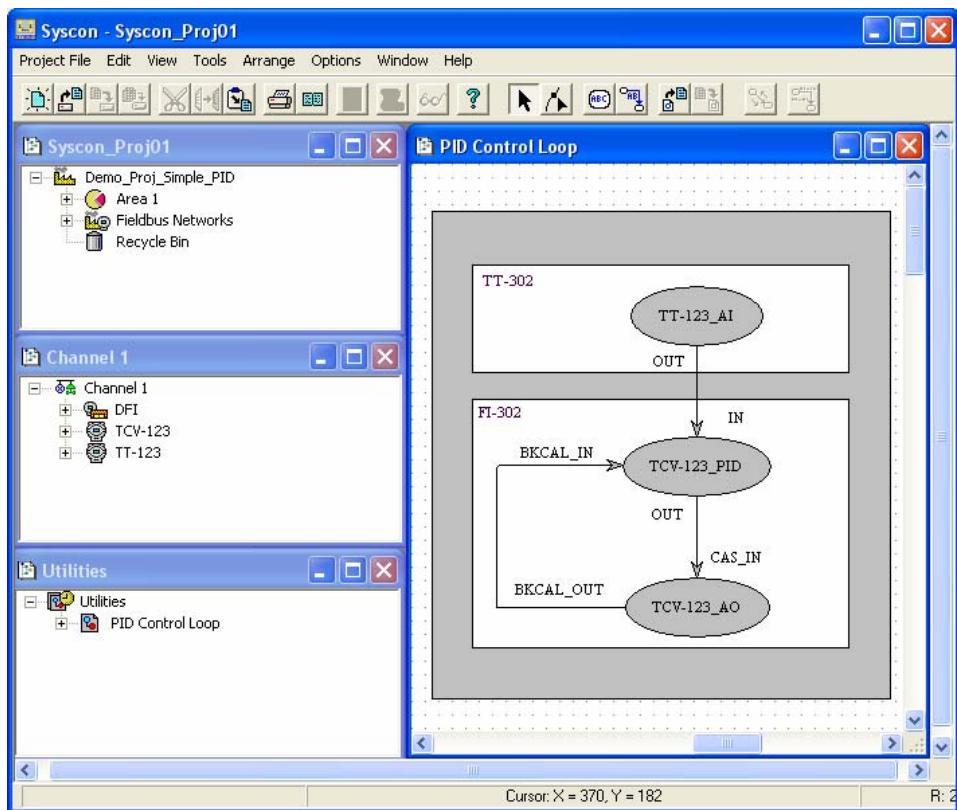 Syscon - Syscon_Proj01
Project File Edit View Tools Arrange Options Window Help
ABC
AB
Syscon_Proj01
Demo_Proj_Simple_PID
Area 1
Fieldbus Networks
Recycle Bin
Channel 1
Channel 1
DFI
TCV-123
TT-123
Utilities
Utilities
PID Control Loop
PID Control Loop
TT-302
TT-123_AI
OUT
FI-302
IN
BKCAL_IN
TCV-123_PID
OUT
CAS_IN
BKCAL_OUT
TCV-123_AO
Cursor: X = 370, Y = 182
R: 2